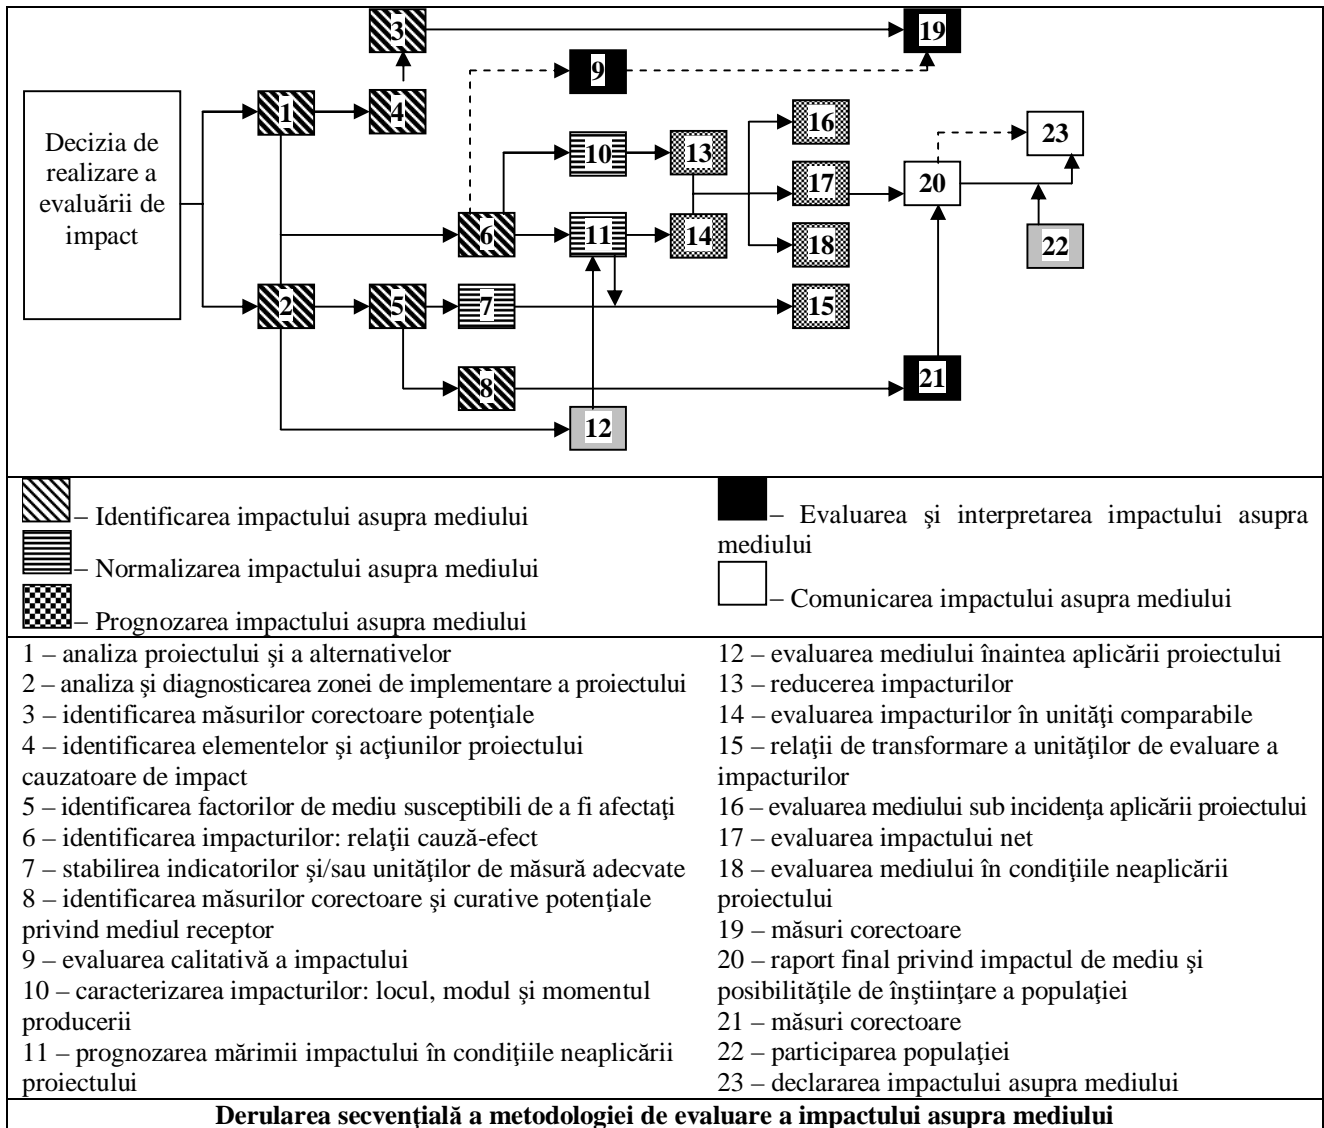 3
19
9
1
4
16
23
Decizia de
realizare a
evaluării de
impact
10
13
17
20
6
11
14
18
22
2
5
7
15
8
21
12
– Identificarea impactului asupra mediului
– Normalizarea impactului asupra mediului
– Prognozarea impactului asupra mediului
– Evaluarea şi interpretarea impactului asupra
mediului
– Comunicarea impactului asupra mediului
1 – analiza proiectului şi a alternativelor
2 – analiza şi diagnosticarea zonei de implementare a proiectului
3 – identificarea măsurilor corectoare potenţiale
4 – identificarea elementelor şi acţiunilor proiectului
cauzatoare de impact
5 – identificarea factorilor de mediu susceptibili de a fi afectaţi
6 – identificarea impacturilor: relaţii cauză-efect
7 – stabilirea indicatorilor şi/sau unităţilor de măsură adecvate
8 – identificarea măsurilor corectoare şi curative potenţiale
privind mediul receptor
9 – evaluarea calitativă a impactului
10 – caracterizarea impacturilor: locul, modul şi momentul
producerii
11 – prognozarea mărimii impactului în condiţiile neaplicării
proiectului
12 – evaluarea mediului înaintea aplicării proiectului
13 – reducerea impacturilor
14 – evaluarea impacturilor în unităţi comparabile
15 – relaţii de transformare a unităţilor de evaluare a
impacturilor
16 – evaluarea mediului sub incidenţa aplicării proiectului
17 – evaluarea impactului net
18 – evaluarea mediului în condiţiile neaplicării
proiectului
19 – măsuri corectoare
20 – raport final privind impactul de mediu şi
posibilităţile de înştiinţare a populaţiei
21 – măsuri corectoare
22 – participarea populaţiei
23 – declararea impactului asupra mediului
Derularea secvenţială a metodologiei de evaluare a impactului asupra mediului